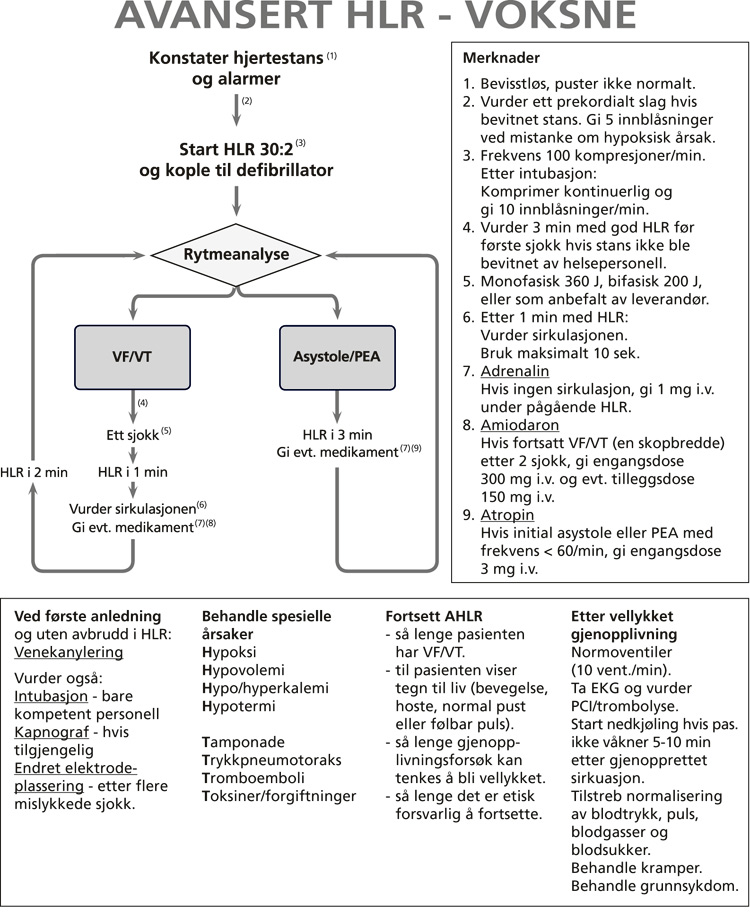 AVANSERT HLR - VOKSNE
Konstater hjertestans (1)
og alarmer
(2)
Start HLR 30:2 (3)
og kople til defibrillator
Rytmeanalyse
VF/VT
Asystole/PEA
(4)
Ett sjokk (5)
HLR i 2 min
HLR i 1 min
Vurder sirkulasjonen (6)
Gi evt. medikament (7)(8)
HLR i 3 min
Gi evt. medikament (7)(9)
Merknader
1. Bevisstløs, puster ikke normalt.
2. Vurder ett prekordialt slag hvis
bevitnet stans. Gi 5 innblåsninger
ved mistanke om hypoksisk årsak.
3. Frekvens 100 kompresjoner/min.
Etter intubasjon:
Komprimer kontinuerlig og
gi 10 innblåsninger/min.
4. Vurder 3 min med god HLR før
første sjokk hvis stans ikke ble
bevitnet av helsepersonell.
5. Monofasisk 360 J, bifasisk 200 J,
eller som anbefalt av leverandør.
6. Etter 1 min med HLR:
Vurder sirkulasjonen.
Bruk maksimalt 10 sek.
7. Adrenalin
Hvis ingen sirkulasjon, gi 1 mg i.v.
under pågående HLR.
8. Amiodaron
Hvis fortsatt VF/VT (en skopbredde)
etter 2 sjokk, gi engangsdose
300 mg i.v. og evt. tilleggsdose
150 mg i.v.
9. Atropin
Hvis initial asystole eller PEA med
frekvens < 60/min, gi engangsdose
3 mg i.v.
Ved første anledning
og uten avbrudd i HLR:
Venekanylering
Vurder også:
Intubasjon - bare
kompetent personell
Kapnograf - hvis
tilgjengelig
Endret elektrode-
plassering - etter flere
mislykkede sjokk.
Behandle spesielle
årsaker
Hypoksi
Hypovolemi
Hypo/hyperkalemi
Hypotermi
Tamponade
Trykkpneumotoraks
Tromboemboli
Toksiner/forgiftninger
Fortsett AHLR
- så lenge pasienten
har VF/VT.
- til pasienten viser
tegn til liv (bevegelse,
hoste, normal pust
eller følbar puls).
- så lenge gjenopp-
livningsforsøk kan
tenkes å bli vellykket.
- så lenge det er etisk
forsvarlig å fortsette.
Etter vellykket
gjenopplivning
Normoventiler
(10 vent./min).
Ta EKG og vurder
PCI/trombolyse.
Start nedkjøling hvis pas.
ikke våkner 5-10 min
etter gjenopprettet
sirkuasjon.
Tilstreb normalisering
av blodtrykk, puls,
blodgasser og
blodsukker.
Behandle kramper.
Behandle grunnsykdom.